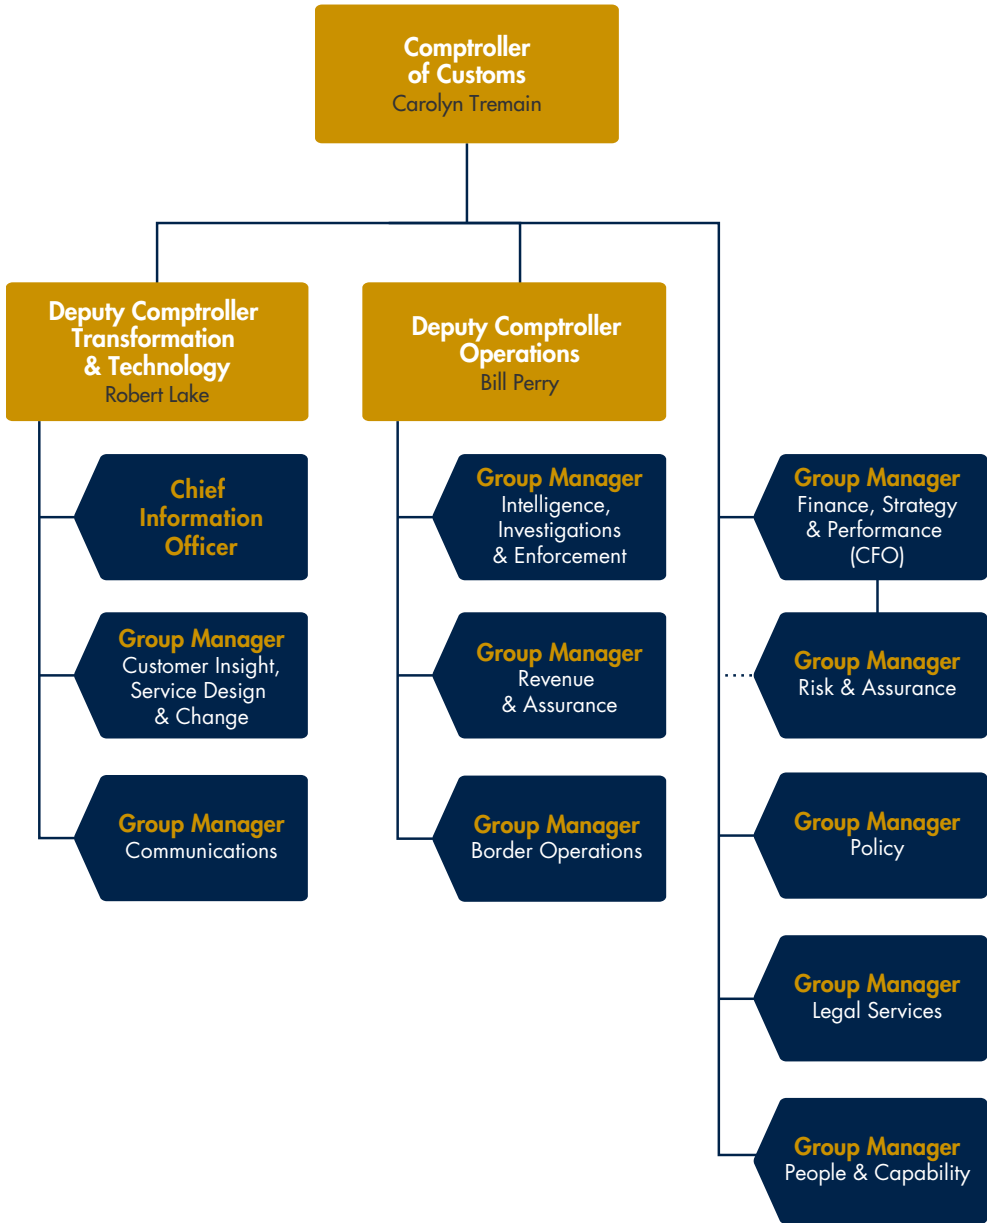 Comptroller
of Customs
Carolyn Tremain
Deputy Comptroller
Transformation
& Technology
Robert Lake
Deputy Comptroller
Operations
Bill Perry
Chief
Information
Officer
Group Manager
Customer Insight,
Service Design
& Change
Group Manager
Communications
Group Manager
Intelligence,
Investigations
& Enforcement
Group Manager
Revenue
& Assurance
Group Manager
Border Operations
Group Manager
Finance, Strategy
& Performance
(CFO)
Group Manager
Risk & Assurance
Group Manager
Policy
Group Manager
Legal Services
Group Manager
People & Capability